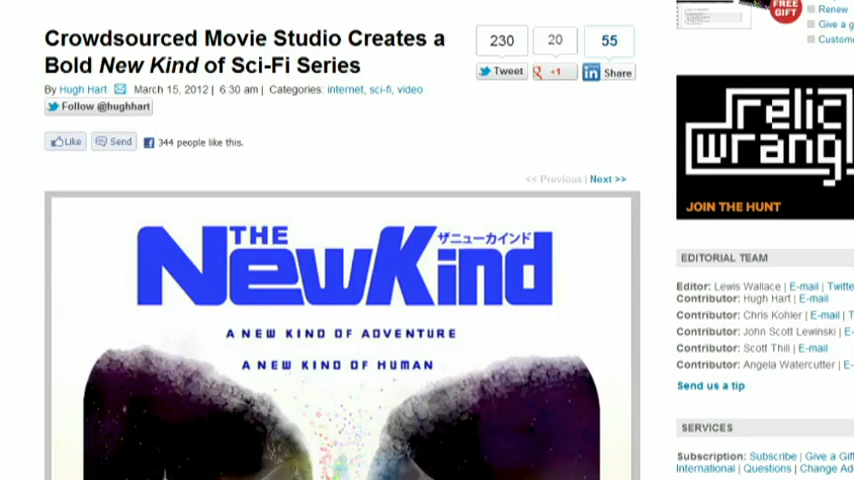 Crowdsourced Movie Studio Creates a
Bold New Kind of Sci-Fi Series
By Hugh Hart
March 15, 2012 | 6:30 am | Categories: internet, sci-fi, video
Follow @hughhart
Like
Send
344 people like this.
230
20
55
Tweet
+1
in Share
<< Previous | Next >>
THE
NewKind
ザニューカインド
A NEW KIND OF ADVENTURE
A NEW KIND OF HUMAN
FREE
GIFT
Renew
Give a g
Custome
relic
wrang
JOIN THE HUNT
EDITORIAL TEAM
Editor: Lewis Wallace | E-mail | Twitte
Contributor: Hugh Hart | E-mail
Contributor: Chris Kohler | E-mail | T
Contributor: John Scott Lewinski | E-
Contributor: Scott Thill | E-mail
Contributor: Angela Watercutter | E-
Send us a tip
SERVICES
Subscription: Subscribe | Give a Gif
International | Questions | Change Ad